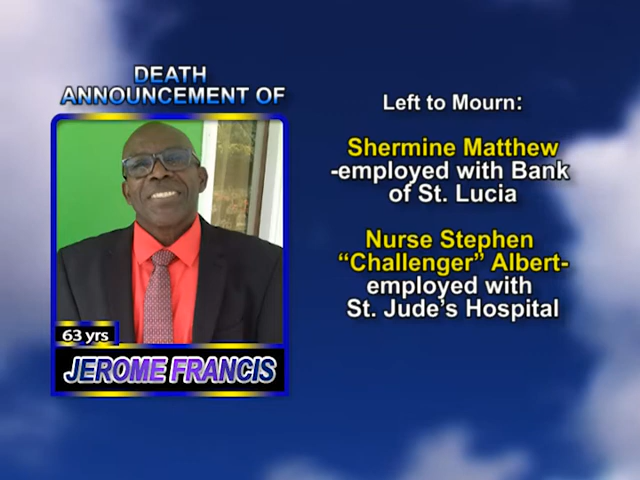 DEATH
ANNOUNCEMENT OF
63 yrs
JEROME FRANCIS
Left to Mourn:
Shermine Matthew
-employed with Bank
of St. Lucia
Nurse Stephen
“Challenger” Albert-
employed with
St. Jude’s Hospital